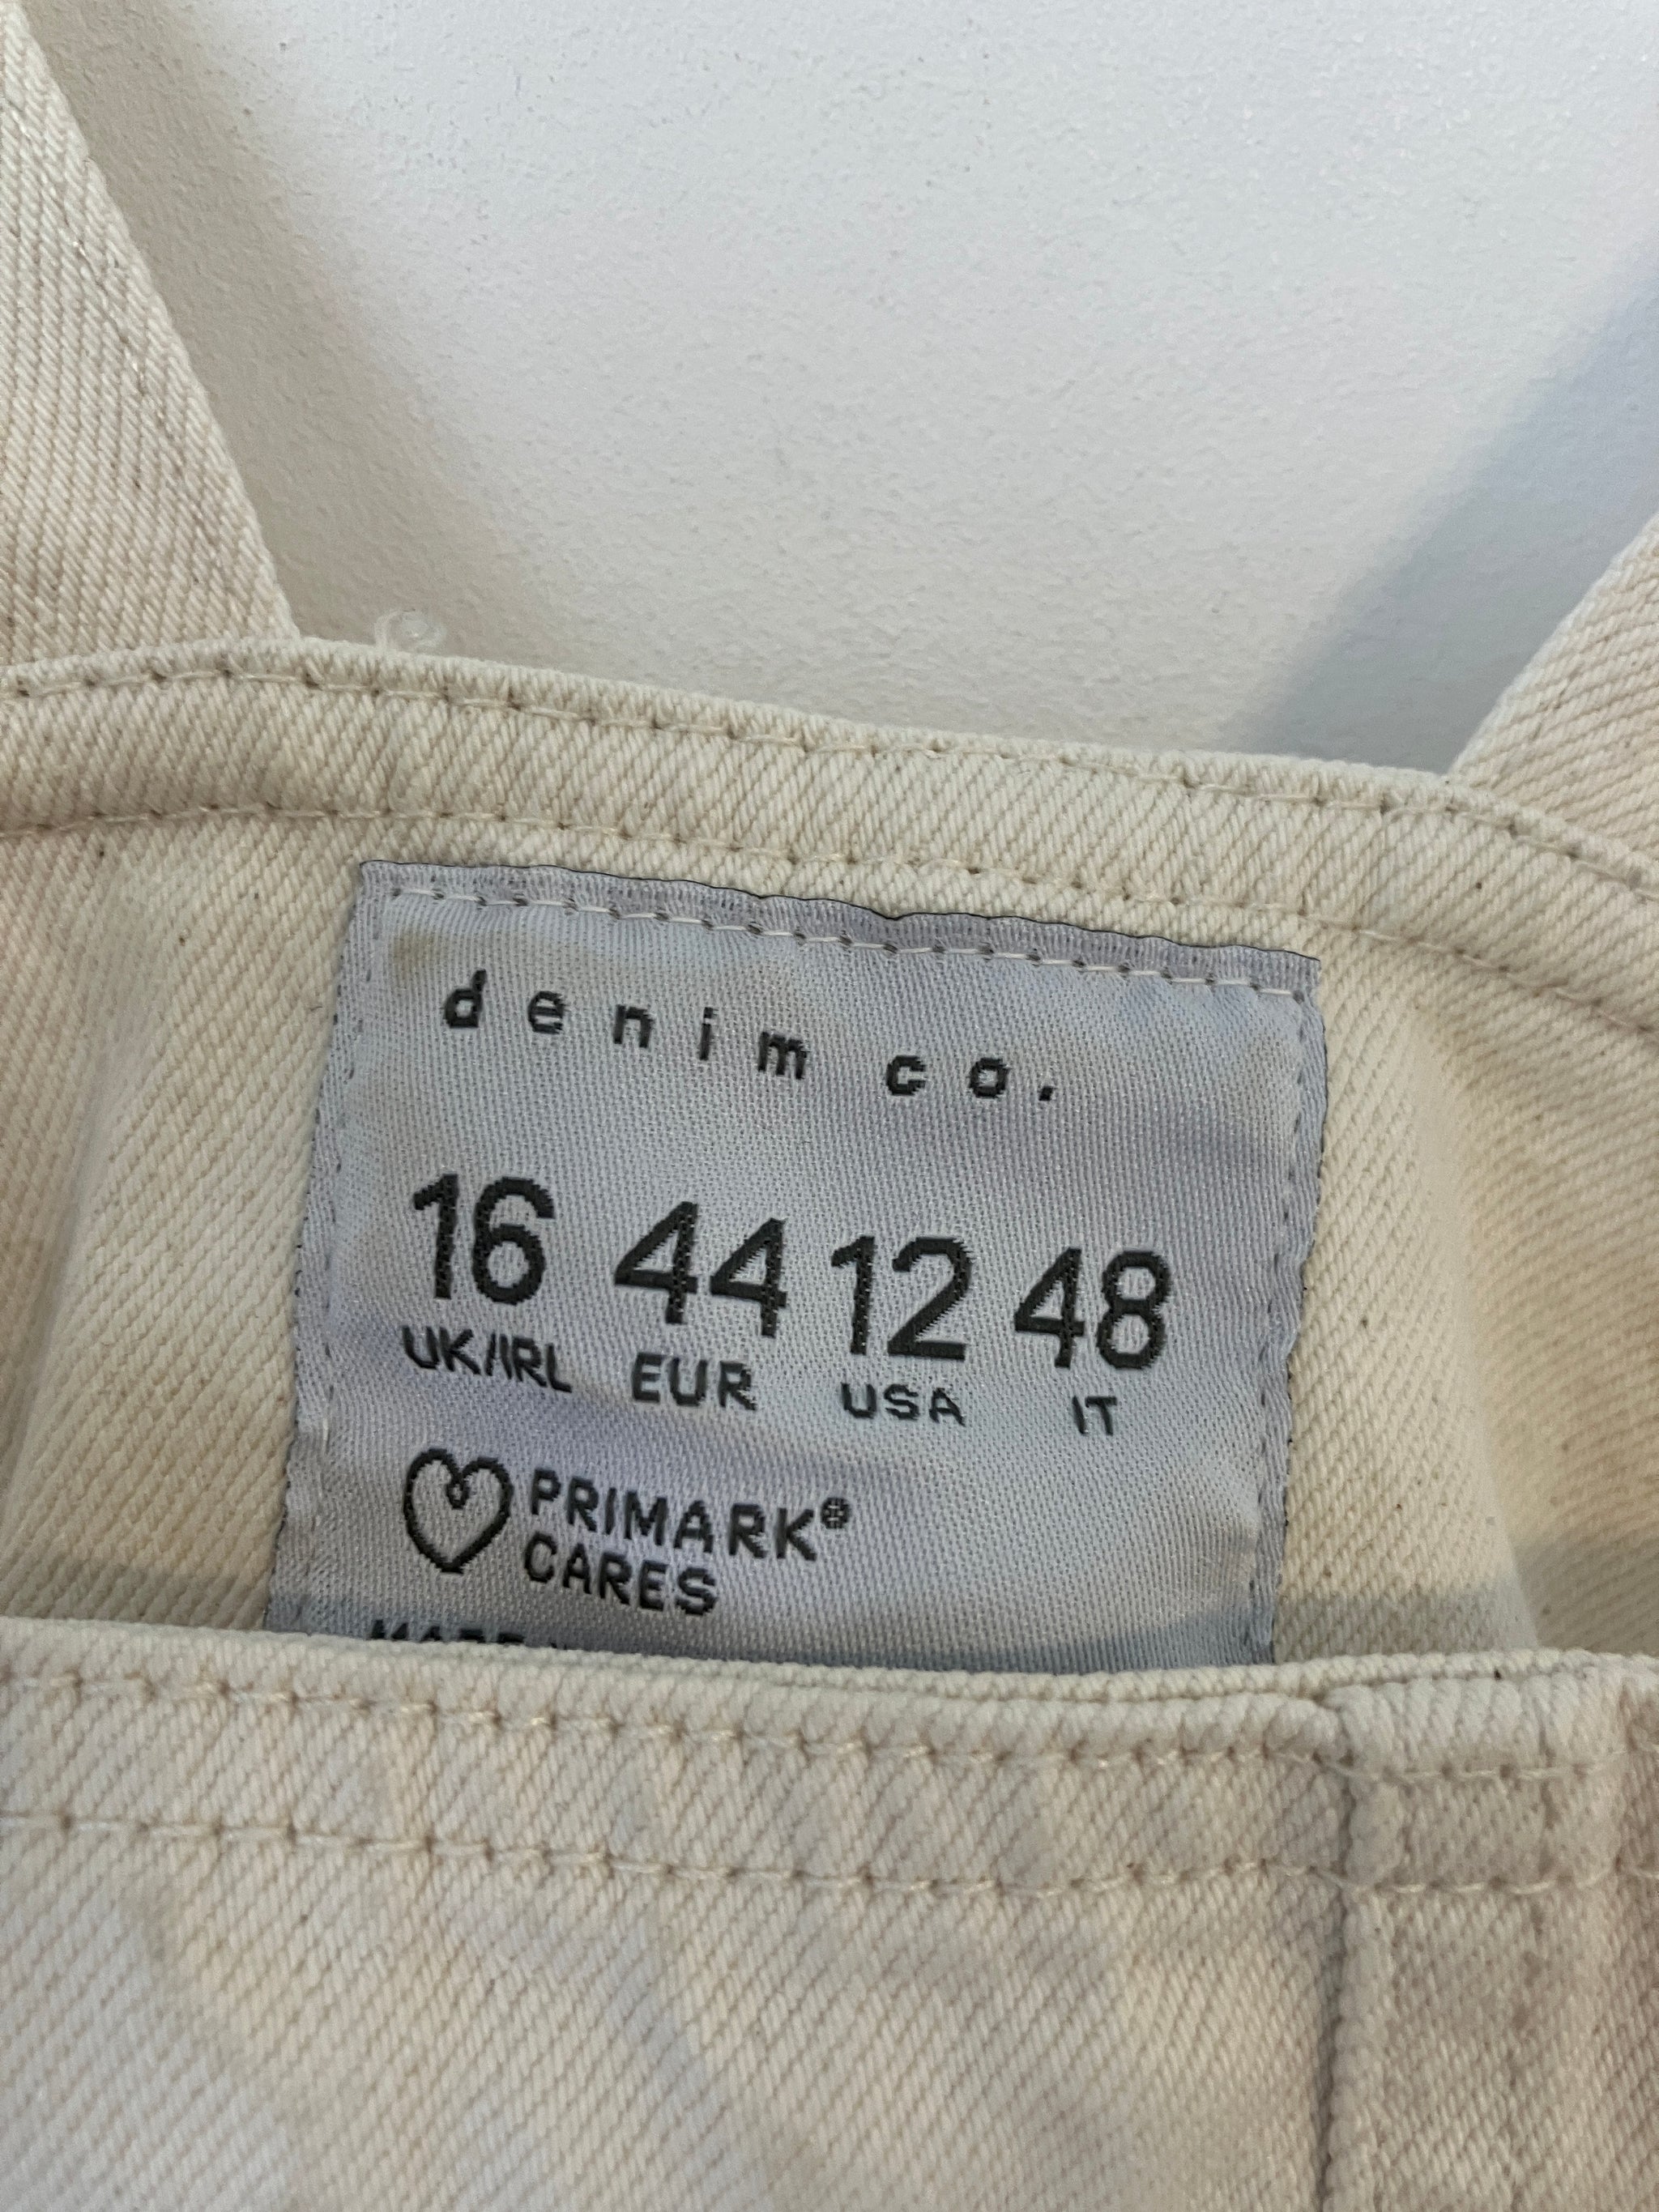 denim co.
16 44 12 48
UK/IRL EUR USA IT
PRIMARK®
CARES